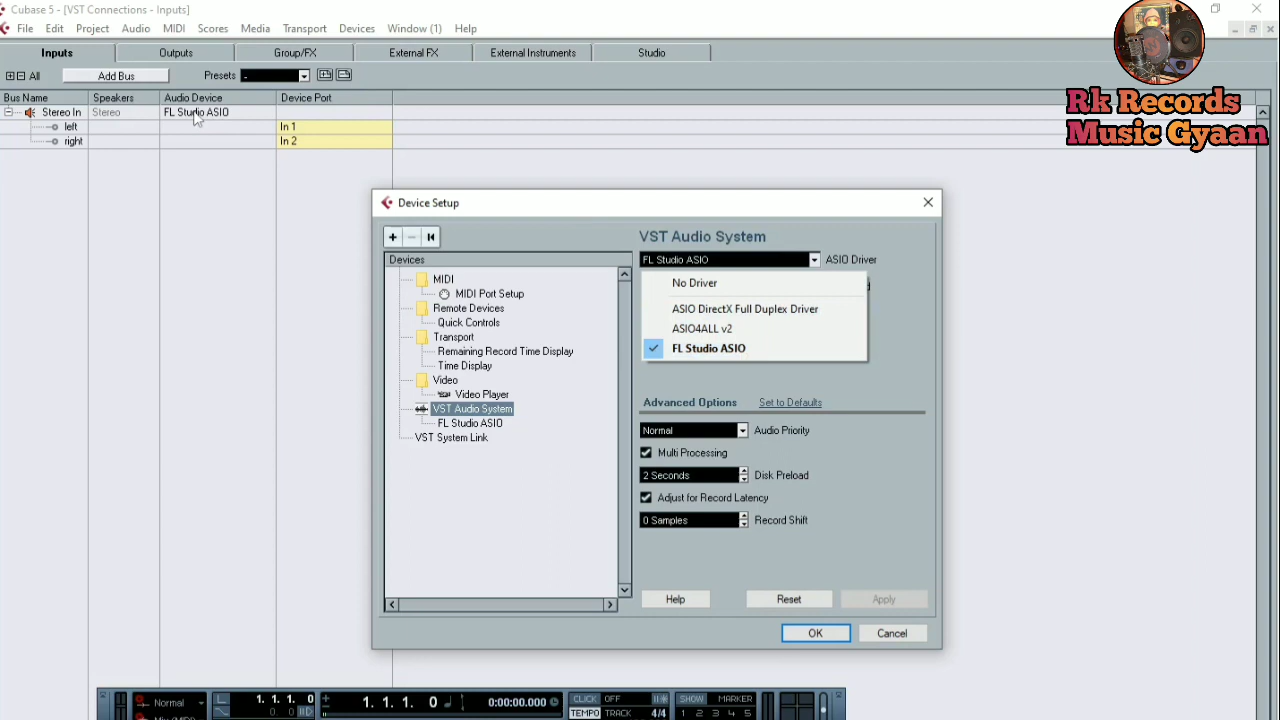 Cubase 5 - [VST Connections - Inputs]
File Edit Project Audio MIDI Scores Media Transport Devices Window (1) Help
Inputs Outputs Group/FX External FX External Instruments Studio
All Add Bus Presets -
Bus Name Speakers Audio Device Device Port
Stereo In Stereo FL Studio ASIO
left In 1
right In 2
Rk Records
Music Gyaan
Device Setup
Devices
MIDI
MIDI Port Setup
Remote Devices
Quick Controls
Transport
Remaining Record Time Display
Time Display
Video
Video Player
VST Audio System
FL Studio ASIO
VST System Link
VST Audio System
FL Studio ASIO ASIO Driver
No Driver
ASIO DirectX Full Duplex Driver
ASIO4ALL v2
FL Studio ASIO
Advanced Options Set to Defaults
Normal Audio Priority
Multi Processing
2 Seconds Disk Preload
Adjust for Record Latency
0 Samples Record Shift
Help Reset Apply
OK Cancel
Normal 1. 1. 1. 0 1. 1. 1. 0 0:00:00.000 CLICK OFF SHOW MARKER
TEMPO TRACK 4/4 1 2 3 4 5